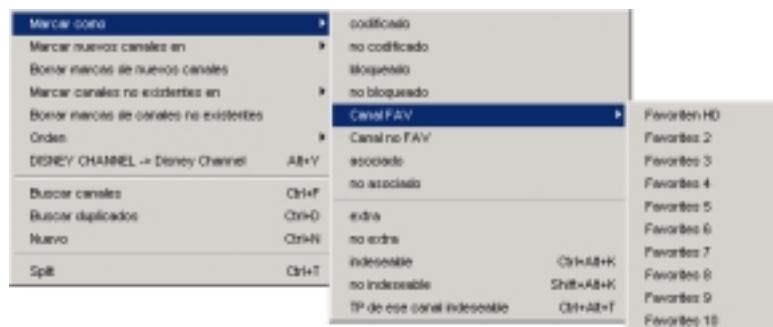 Marcar como
Marcar nuevos canales en
Borrar marcas de nuevos canales
Marcar canales no existentes en
Borrar marcas de canales no existentes
Orden
DISNEY CHANNEL -> Disney Channel Alt+V
Buscar canales Ctrl+F
Buscar duplicados Ctrl+D
Nuevo Ctrl+N
Split Ctrl+T
codificado
no codificado
bloqueado
no bloqueado
Canal FAV
Canal no FAV
asociado
no asociado
extra
no extra
indeseable Ctrl+Alt+K
no indeseable Shift+Alt+K
TP de ese canal indeseable Ctrl+Alt+T
Favoriten HD
Favorites 2
Favorites 3
Favorites 4
Favorites 5
Favorites 6
Favorites 7
Favorites 8
Favorites 9
Favorites 10